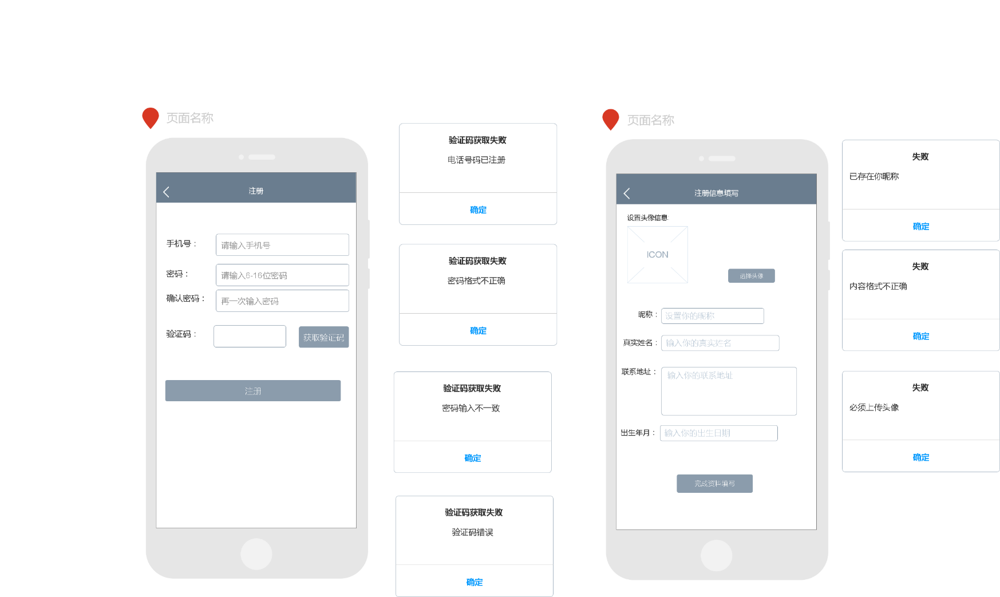 页面名称
注册
手机号：
请输入手机号
密码：
请输入6-16位密码
确认密码：
再一次输入密码
验证码：
获取验证码
注册
验证码获取失败
电话号码已注册
确定
验证码获取失败
密码格式不正确
确定
验证码获取失败
密码输入不一致
确定
验证码获取失败
验证码错误
确定
页面名称
注册信息填写
设置头像信息:
ICON
选择头像
昵称：
设置你的昵称
真实姓名：
输入你的真实姓名
联系地址：
输入你的联系地址
出生年月：
输入你的出生日期
完成资料填写
失败
已存在你昵称
确定
失败
内容格式不正确
确定
失败
必须上传头像
确定